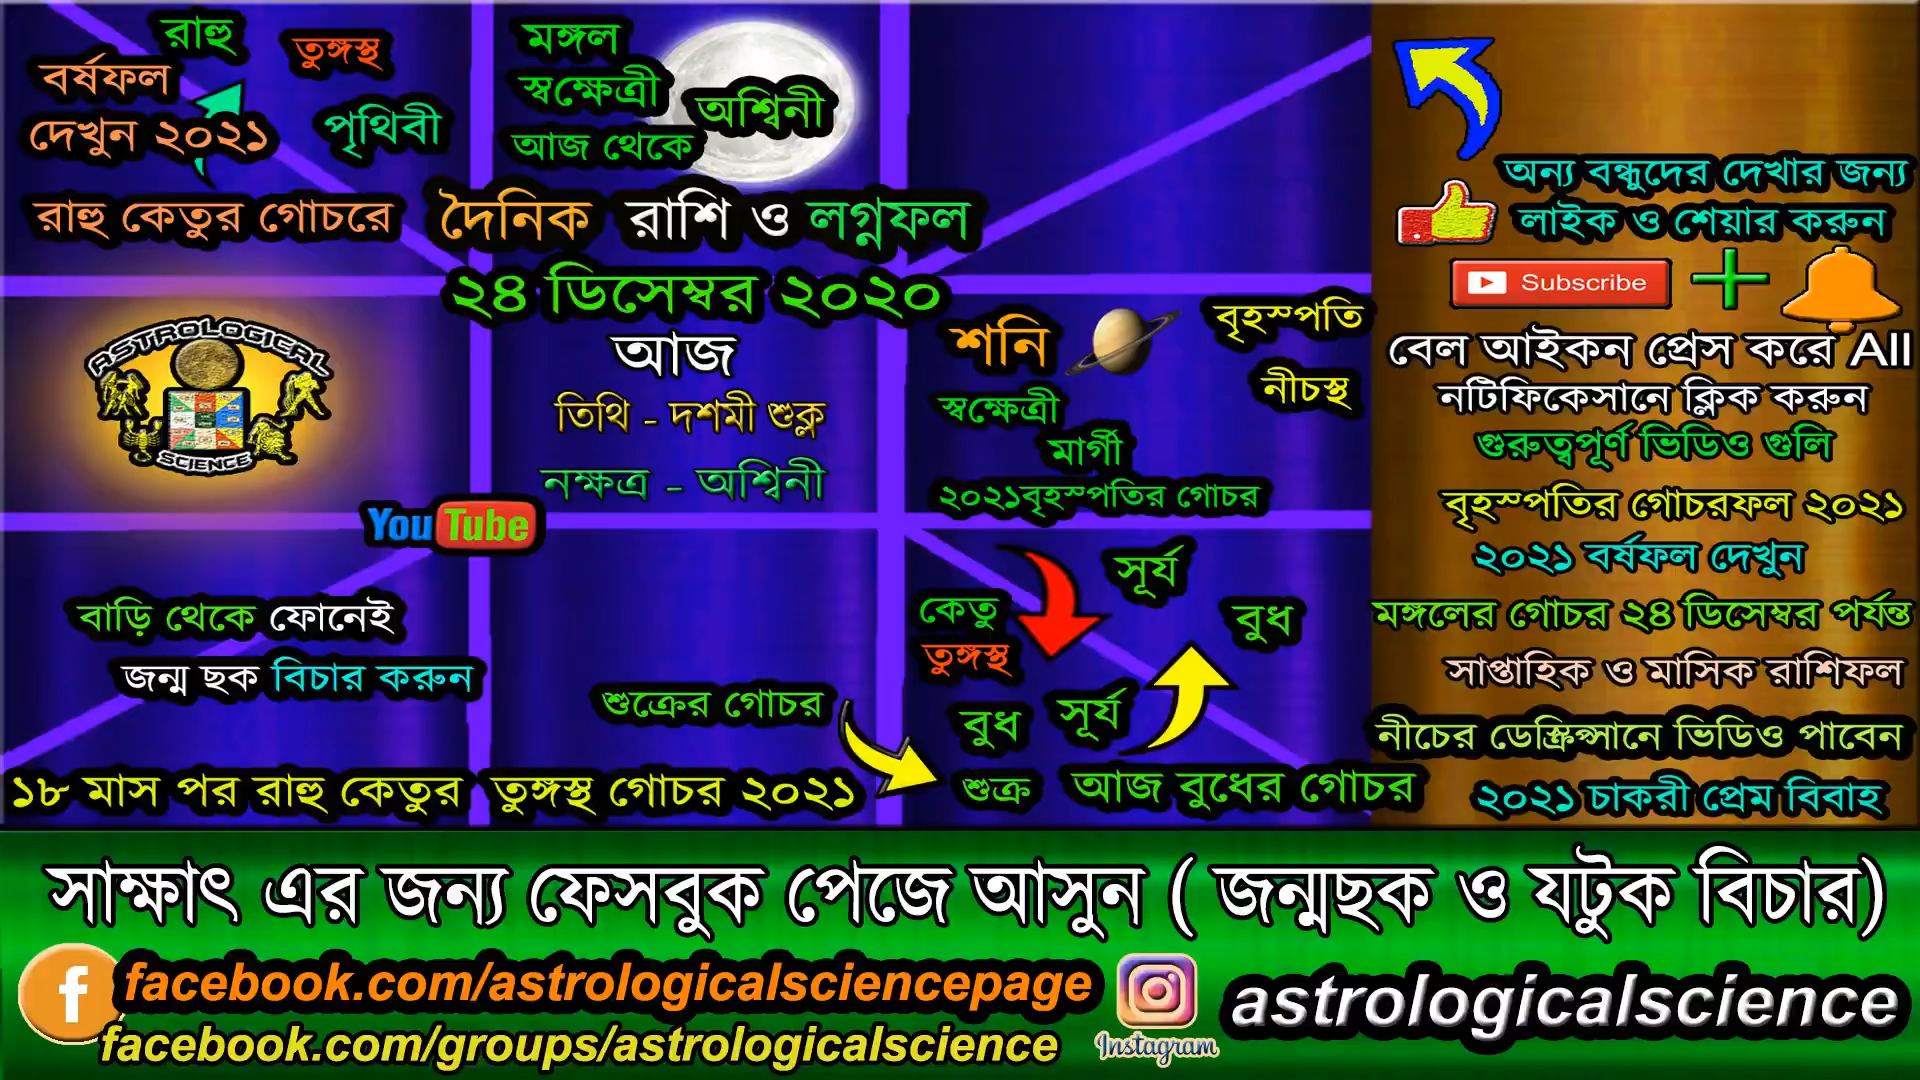 রাহু
তুঙ্গস্থ
বর্ষফল
দেখুন ২০২১
পৃথিবী
রাহু কেতুর গোচরে
মঙ্গল
স্বক্ষেত্রী
অশ্বিনী
আজ থেকে
দৈনিক রাশি ও লগ্নফল
২৪ ডিসেম্বর ২০২০
আজ
তিথি - দশমী শুক্ল
নক্ষত্র - অশ্বিনী
ASTROLOGICAL
SCIENCE
YouTube
শনি
বৃহস্পতি
নীচস্থ
স্বক্ষেত্রী
মার্গী
২০২১বৃহস্পতির গোচর
বাড়ি থেকে ফোনেই
জন্ম ছক বিচার করুন
সূর্য
কেতু
বুধ
তুঙ্গস্থ
শুক্রের গোচর
বুধ
সূর্য
শুক্র
আজ বুধের গোচর
১৮ মাস পর রাহু কেতুর তুঙ্গস্থ গোচর ২০২১
অন্য বন্ধুদের দেখার জন্য
লাইক ও শেয়ার করুন
Subscribe
বেল আইকন প্রেস করে All
নটিফিকেসানে ক্লিক করুন
গুরুত্বপূর্ণ ভিডিও গুলি
বৃহস্পতির গোচরফল ২০২১
২০২১ বর্ষফল দেখুন
মঙ্গলের গোচর ২৪ ডিসেম্বর পর্যন্ত
সাপ্তাহিক ও মাসিক রাশিফল
নীচের ডেস্ক্রিপ্সানে ভিডিও পাবেন
২০২১ চাকরী প্রেম বিবাহ
সাক্ষাৎ এর জন্য ফেসবুক পেজে আসুন ( জন্মছক ও যটুক বিচার)
facebook.com/astrologicalsciencepage
facebook.com/groups/astrologicalscience
Instagram
astrologicalscience